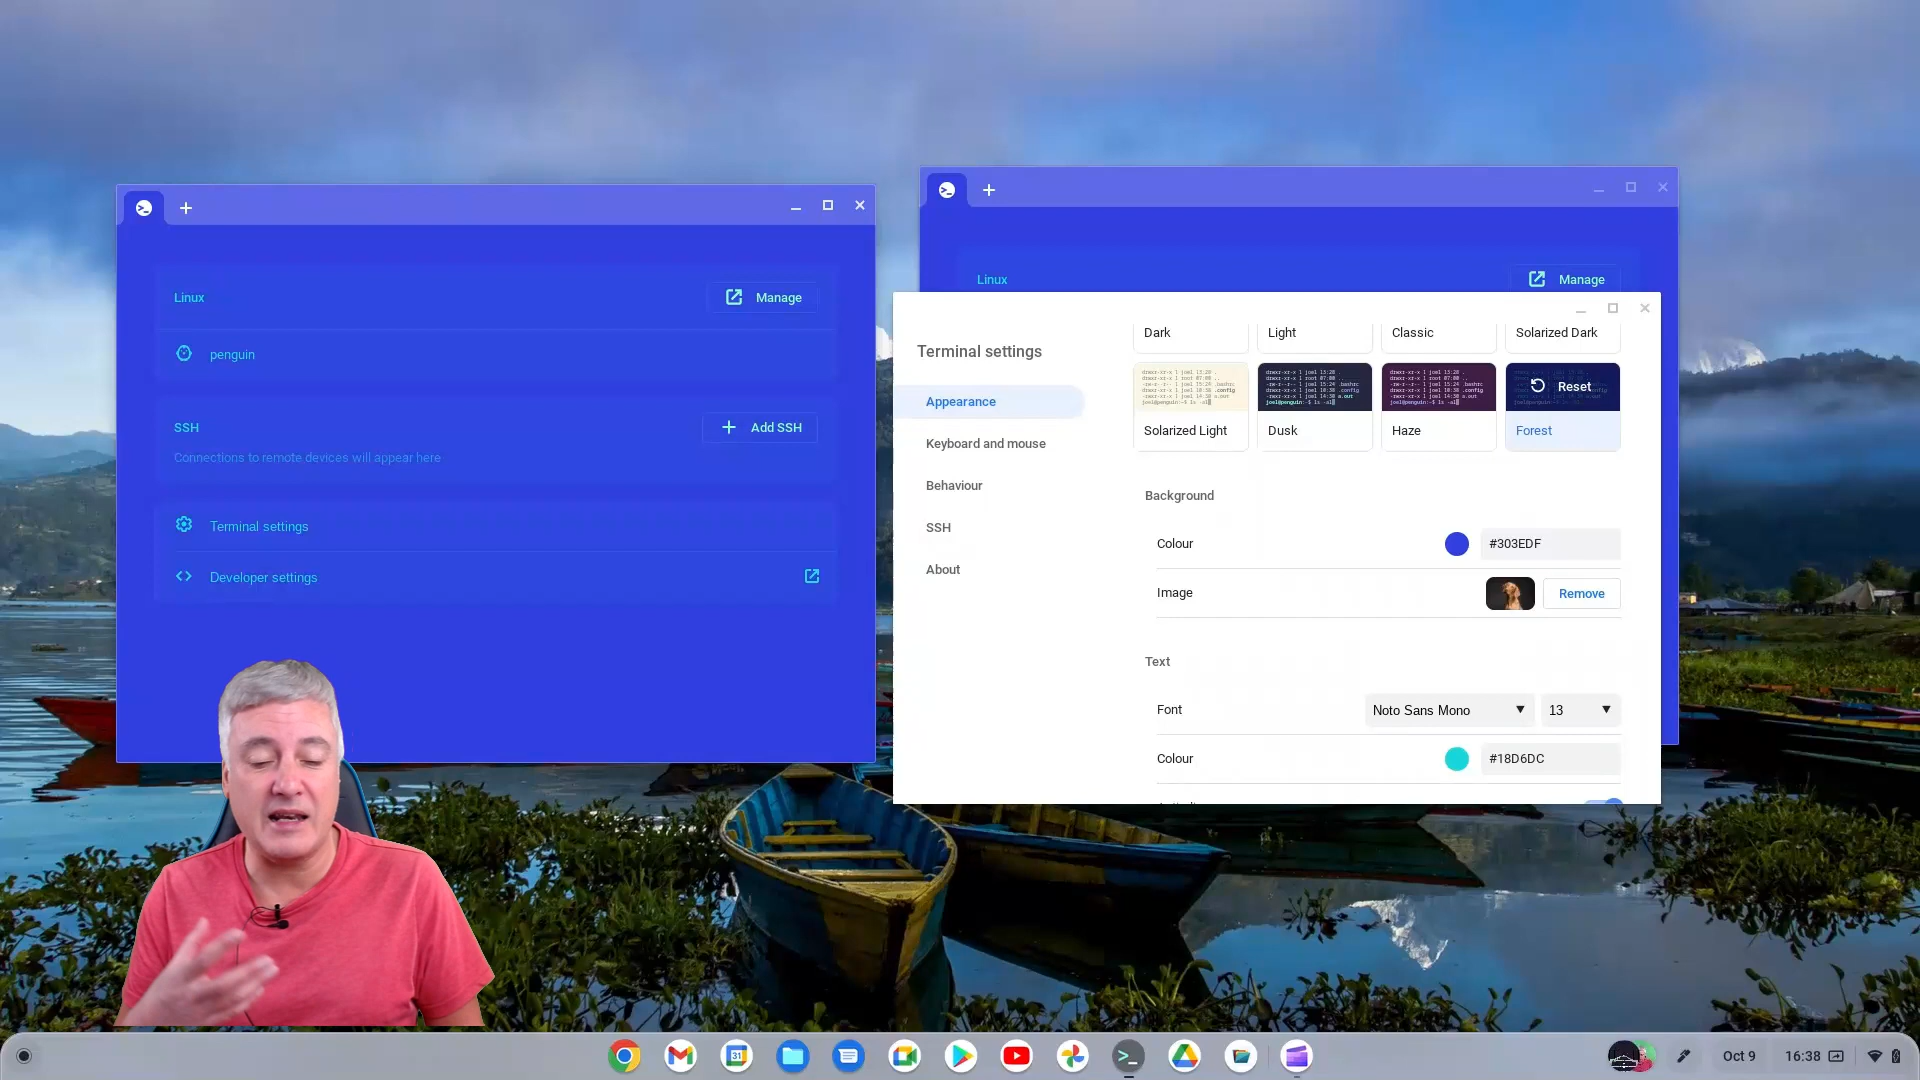 Linux
Manage
penguin
SSH
Add SSH
Connections to remote devices will appear here
Terminal settings
Developer settings
Linux
Manage
Terminal settings
Appearance
Keyboard and mouse
Behaviour
SSH
About
Dark
Light
Classic
Solarized Dark
Reset
Solarized Light
Dusk
Haze
Forest
Background
Colour
#303EDF
Image
Remove
Text
Font
Noto Sans Mono
13
Colour
#18D6DC
31
Oct 9
16:38